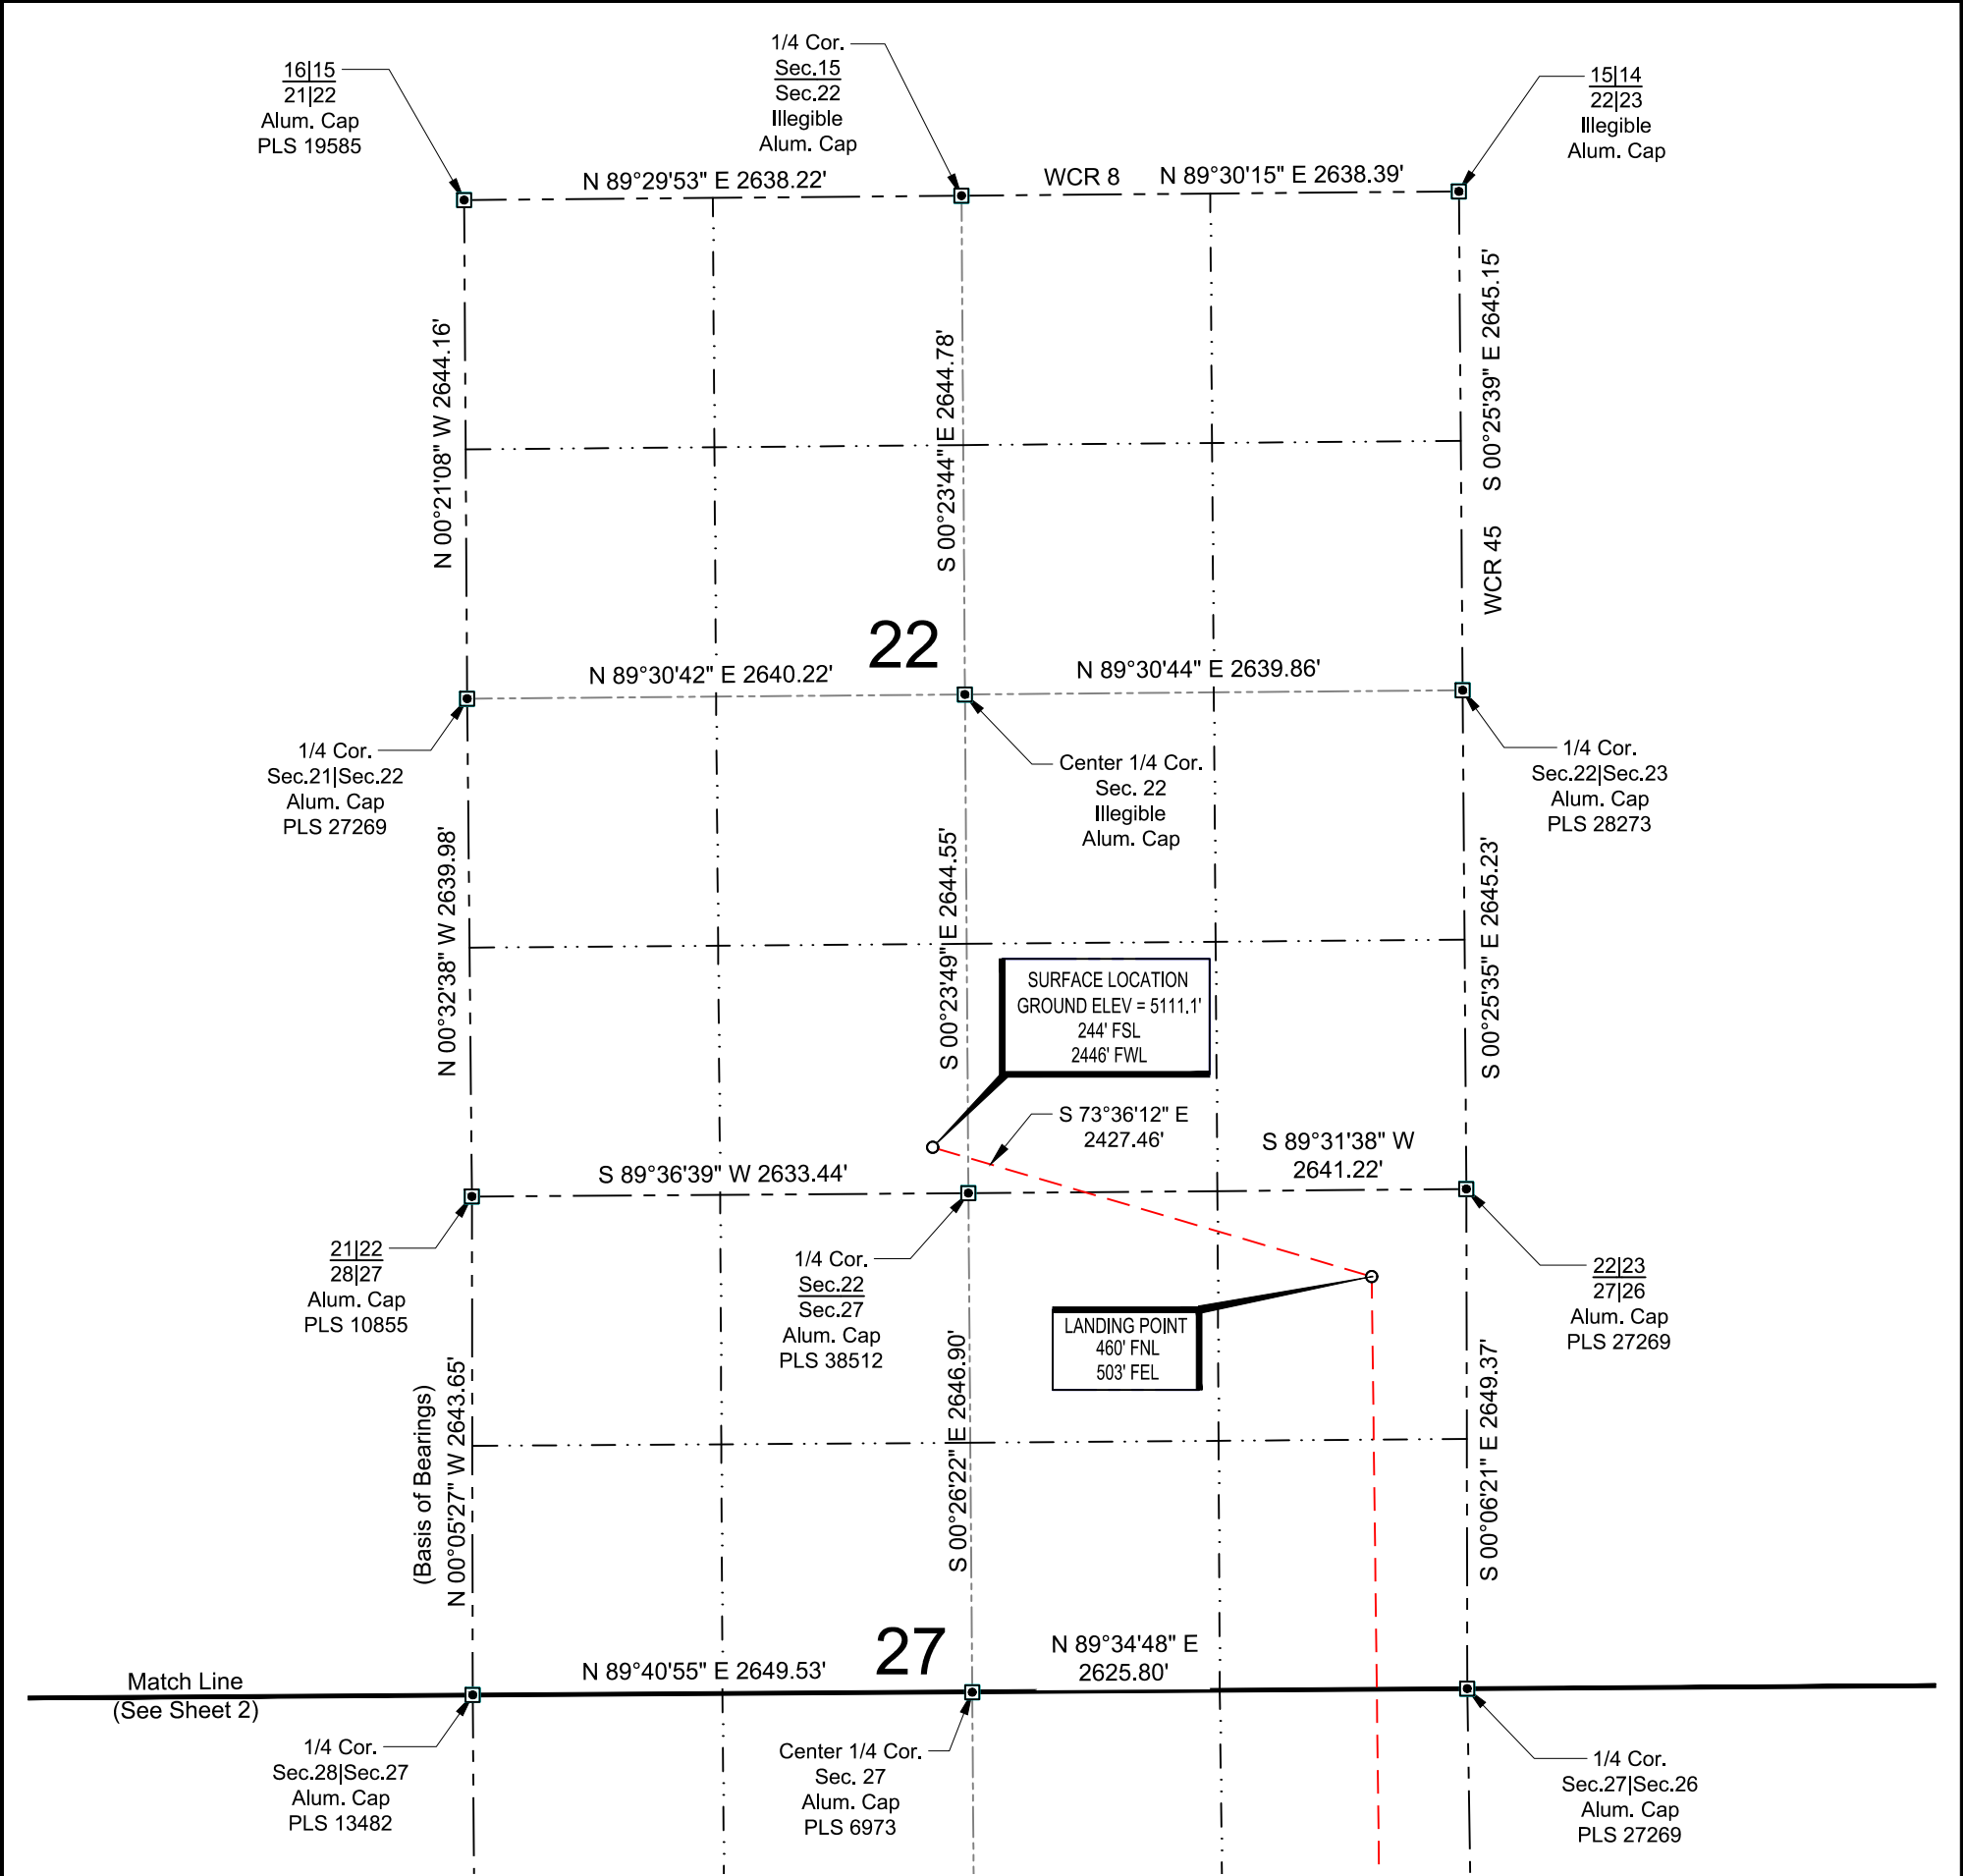 16|15
21|22
Alum. Cap
PLS 19585
1/4 Cor.
Sec.15
Sec.22
Illegible
Alum. Cap
15|14
22|23
Illegible
Alum. Cap
N 89°29'53" E 2638.22'
WCR 8
N 89°30'15" E 2638.39'
N 00°21'08" W 2644.16'
S 00°23'44" E 2644.78'
S 00°25'39" E 2645.15'
WCR 45
22
N 89°30'42" E 2640.22'
N 89°30'44" E 2639.86'
1/4 Cor.
Sec.21|Sec.22
Alum. Cap
PLS 27269
Center 1/4 Cor.
Sec. 22
Illegible
Alum. Cap
1/4 Cor.
Sec.22|Sec.23
Alum. Cap
PLS 28273
N 00°32'38" W 2639.98'
S 00°23'49" E 2644.55'
S 00°25'35" E 2645.23'
SURFACE LOCATION
GROUND ELEV = 5111.1'
244' FSL
2446' FWL
S 73°36'12" E
2427.46'
S 89°36'39" W 2633.44'
S 89°31'38" W
2641.22'
21|22
28|27
Alum. Cap
PLS 10855
1/4 Cor.
Sec.22
Sec.27
Alum. Cap
PLS 38512
22|23
27|26
Alum. Cap
PLS 27269
LANDING POINT
460' FNL
503' FEL
(Basis of Bearings)
N 00°05'27" W 2643.65'
S 00°26'22" E 2646.90'
S 00°06'21" E 2649.37'
27
N 89°40'55" E 2649.53'
N 89°34'48" E
2625.80'
Match Line
(See Sheet 2)
1/4 Cor.
Sec.28|Sec.27
Alum. Cap
PLS 13482
Center 1/4 Cor.
Sec. 27
Alum. Cap
PLS 6973
1/4 Cor.
Sec.27|Sec.26
Alum. Cap
PLS 27269